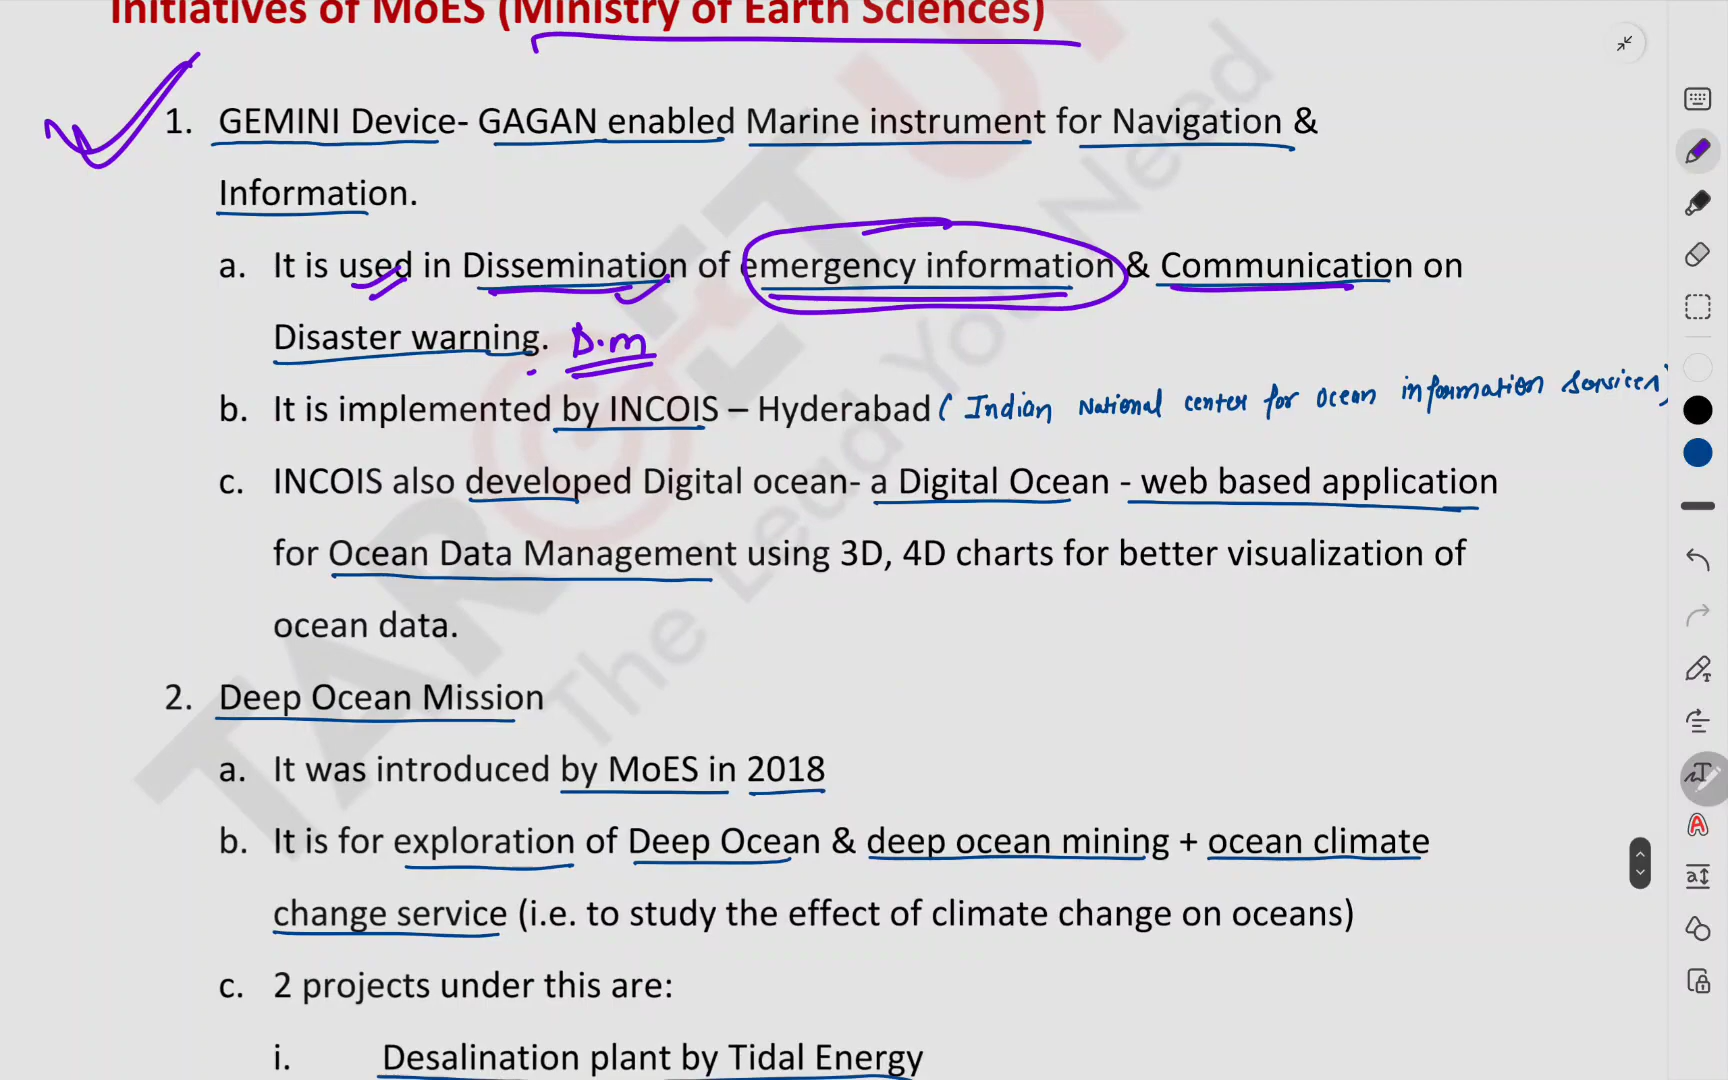 Initiatives of MoES (Ministry of Earth Sciences)
1. GEMINI Device- GAGAN enabled Marine instrument for Navigation &
Information.
a. It is used in Dissemination of emergency information & Communication on
Disaster warning. D.m
b. It is implemented by INCOIS – Hyderabad ( Indian National center for ocean information Services)
c. INCOIS also developed Digital ocean- a Digital Ocean - web based application
for Ocean Data Management using 3D, 4D charts for better visualization of
ocean data.
2. Deep Ocean Mission
a. It was introduced by MoES in 2018
b. It is for exploration of Deep Ocean & deep ocean mining + ocean climate
change service (i.e. to study the effect of climate change on oceans)
c. 2 projects under this are:
i. Desalination plant by Tidal Energy
TARGET U
The Lead You Need